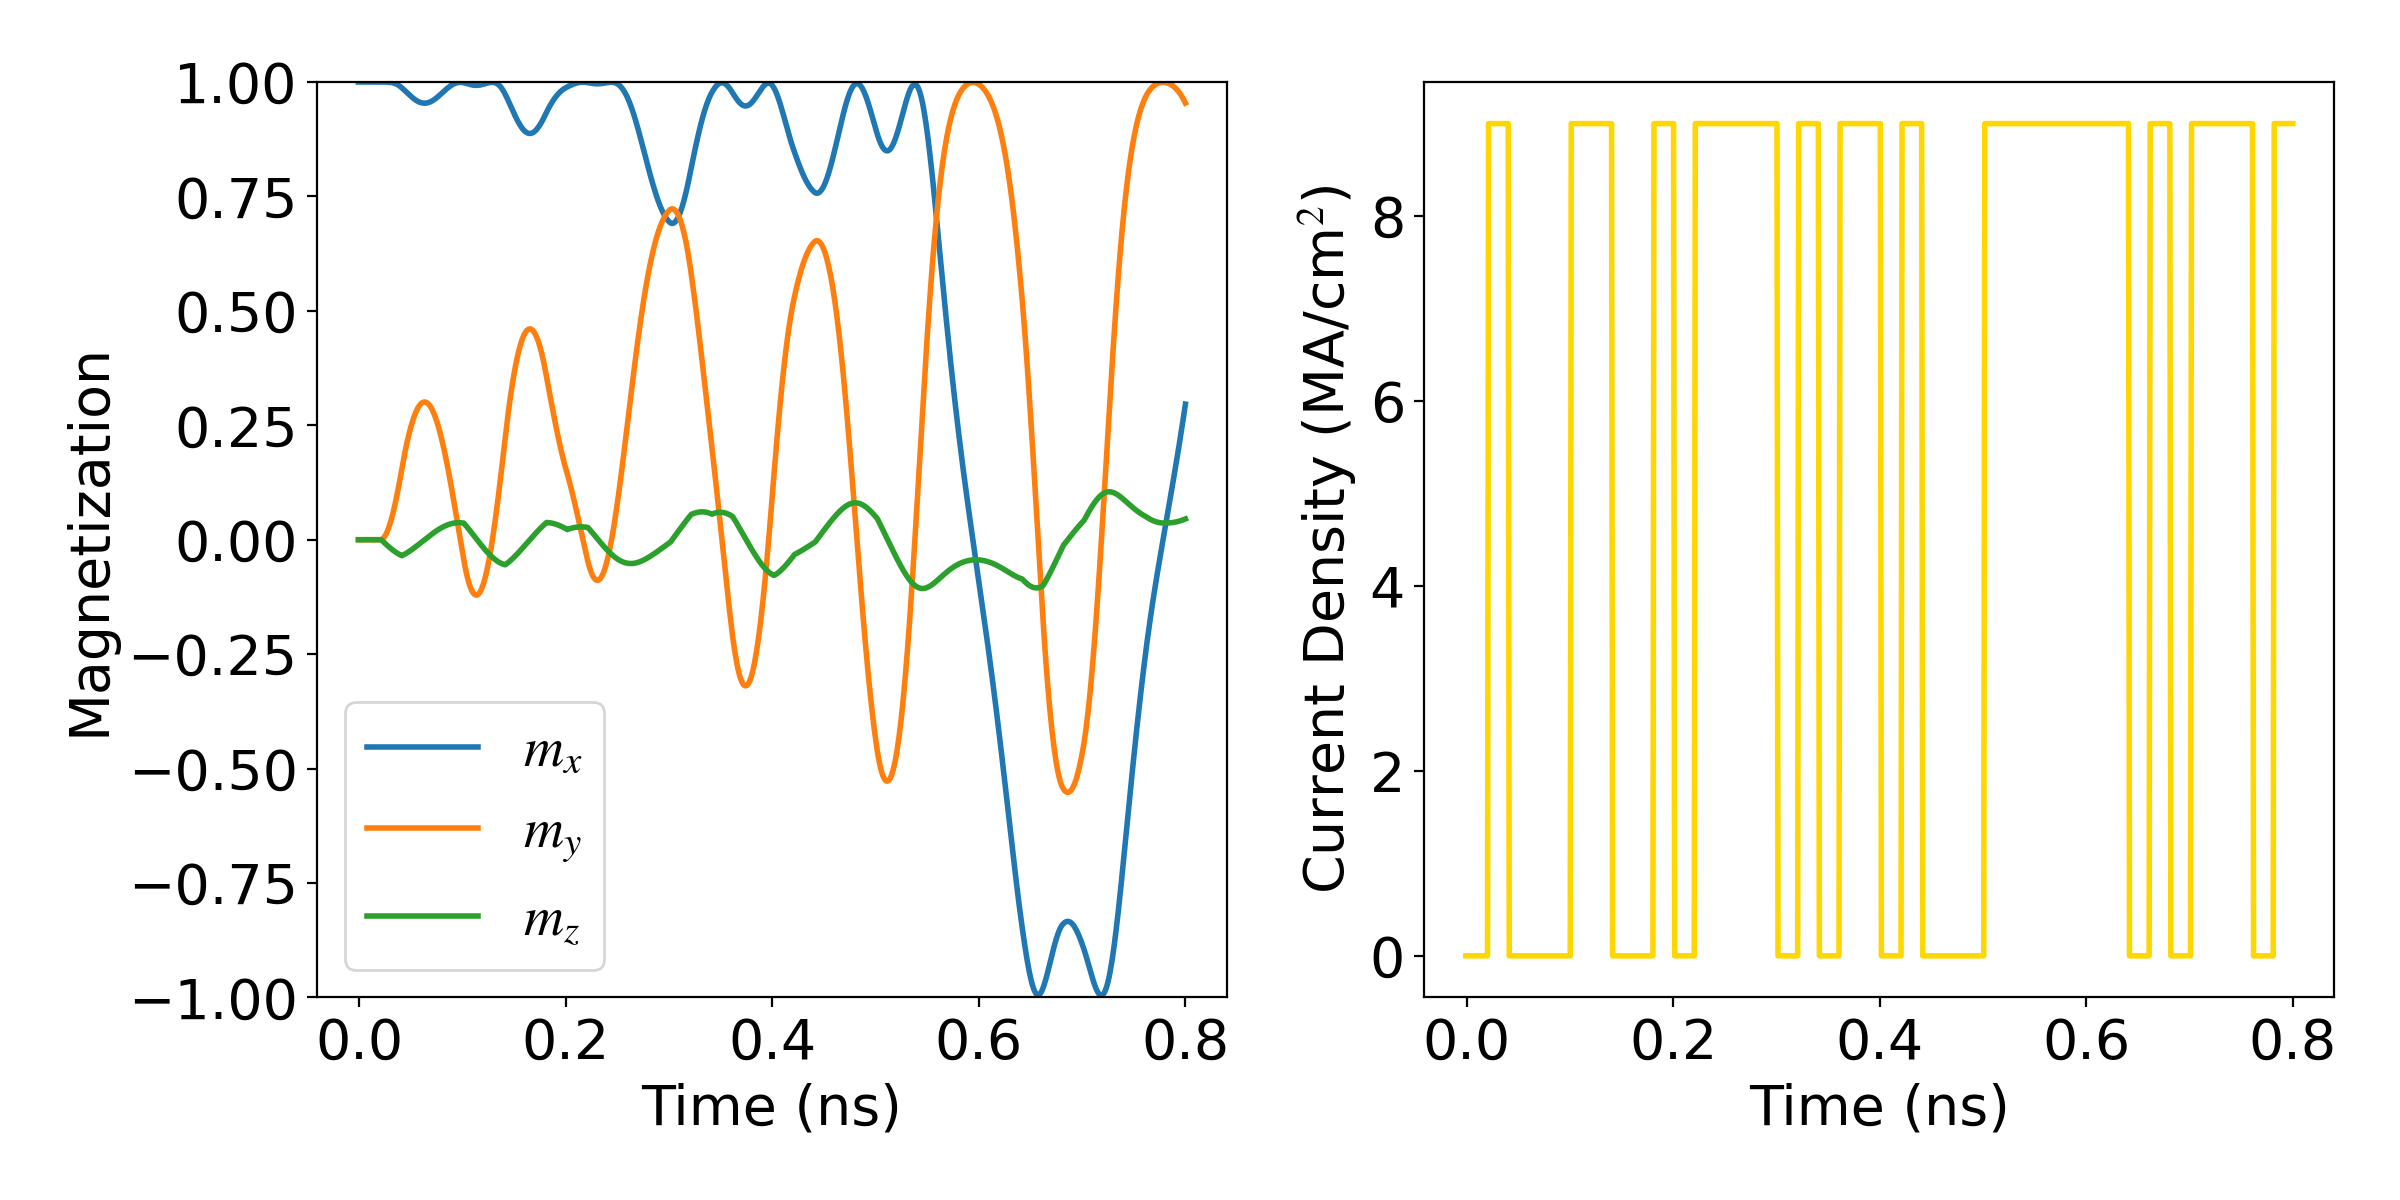 1.00
0.75
0.50
0.25
0.00
−0.25
−0.50
−0.75
−1.00
Magnetization
m_x
m_y
m_z
0.0 0.2 0.4 0.6 0.8
Time (ns)
8
6
4
2
0
Current Density (MA/cm²)
0.0 0.2 0.4 0.6 0.8
Time (ns)